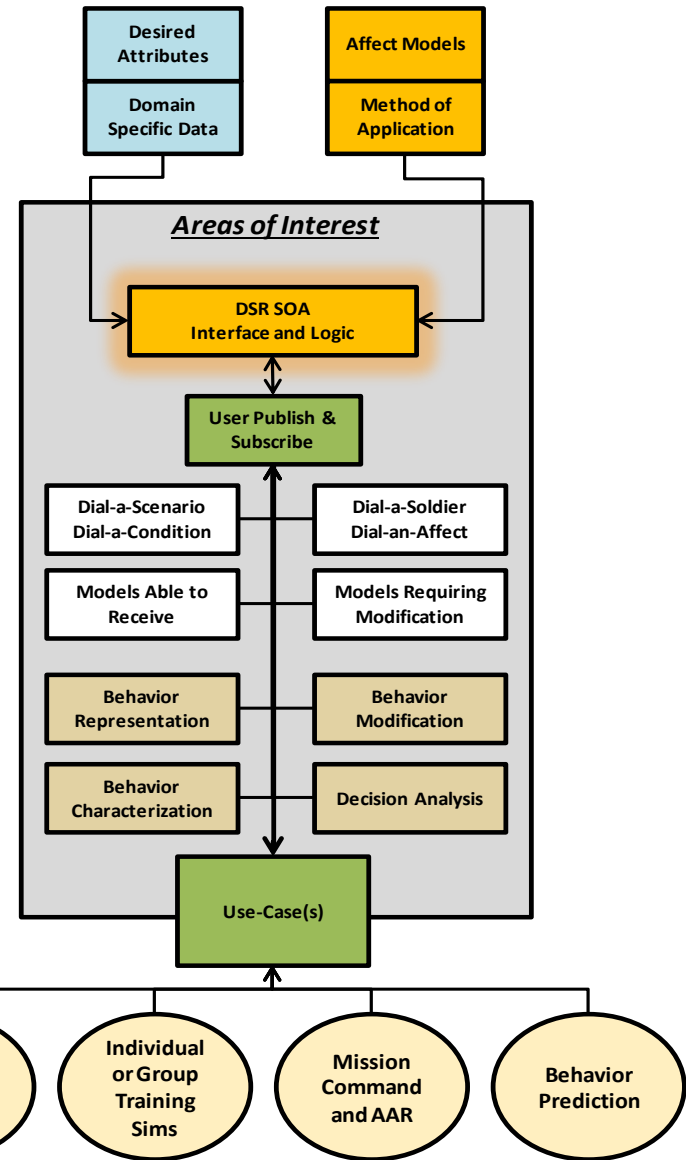 Desired
Attributes
Domain
Specific Data
Affect Models
Method of
Application
Areas of Interest
DSR SOA
Interface and Logic
User Publish &
Subscribe
Dial-a-Scenario
Dial-a-Condition
Dial-a-Soldier
Dial-an-Affect
Models Able to
Receive
Models Requiring
Modification
Behavior
Representation
Behavior
Modification
Behavior
Characterization
Decision Analysis
Use-Case(s)
Individual
or Group
Training
Sims
Mission
Command
and AAR
Behavior
Prediction